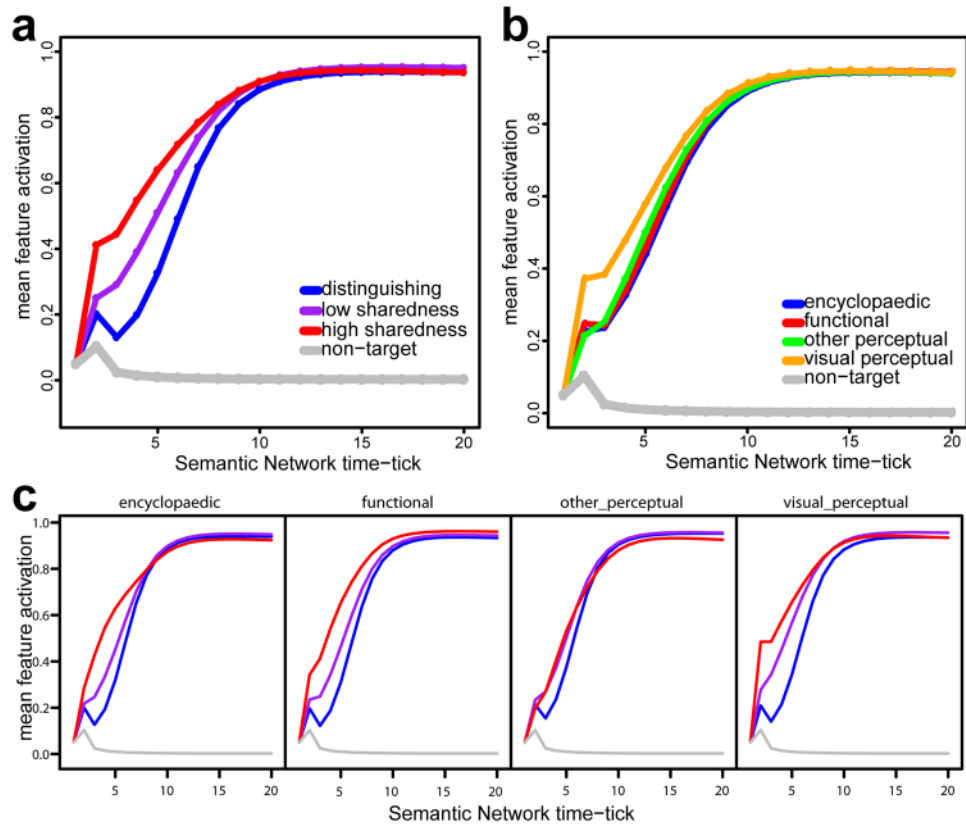 a
mean feature activation
0.0 0.2 0.4 0.6 0.8 1.0
distinguishing
low sharedness
high sharedness
non−target
5 10 15 20
Semantic Network time−tick
b
mean feature activation
0.0 0.2 0.4 0.6 0.8 1.0
encyclopaedic
functional
other perceptual
visual perceptual
non−target
5 10 15 20
Semantic Network time−tick
c
encyclopaedic functional other_perceptual visual_perceptual
mean feature activation
0.0 0.2 0.4 0.6 0.8 1.0
5 10 15 20 5 10 15 20 5 10 15 20 5 10 15 20
Semantic Network time−tick